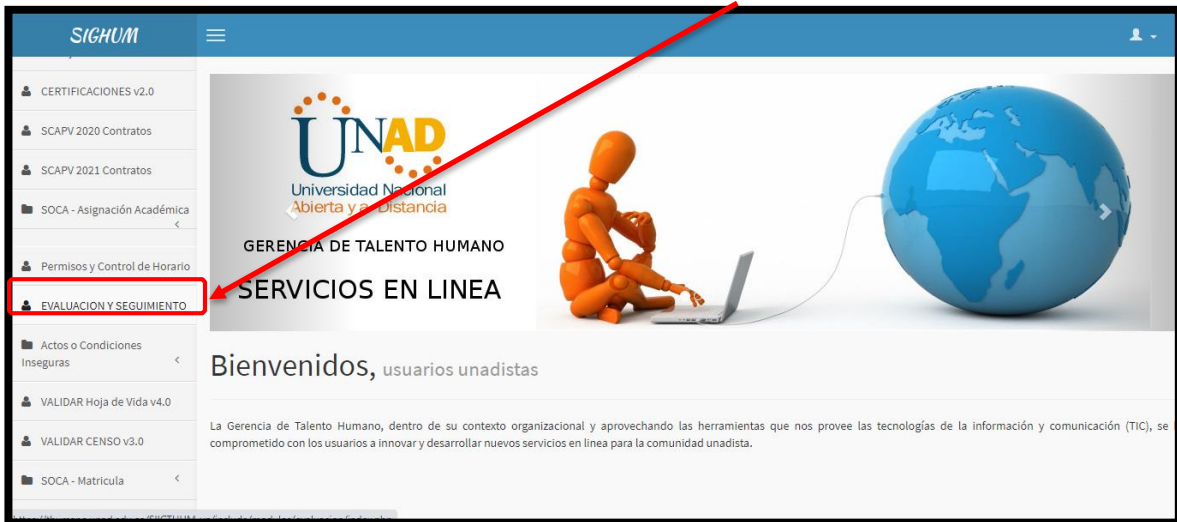 SIGHUM
CERTIFICACIONES v2.0
SCAPV 2020 Contratos
SCAPV 2021 Contratos
SOCA - Asignación Académica
Permisos y Control de Horario
EVALUACION Y SEGUIMIENTO
Actos o Condiciones
Inseguras
VALIDAR Hoja de Vida v4.0
VALIDAR CENSO v3.0
SOCA - Matricula
UNAD
Universidad Nacional
Abierta y a Distancia
GERENCIA DE TALENTO HUMANO
SERVICIOS EN LINEA
Bienvenidos, usuarios unadistas
La Gerencia de Talento Humano, dentro de su contexto organizacional y aprovechando las herramientas que nos provee las tecnologías de la información y comunicación (TIC), se
comprometido con los usuarios a innovar y desarrollar nuevos servicios en linea para la comunidad unadista.